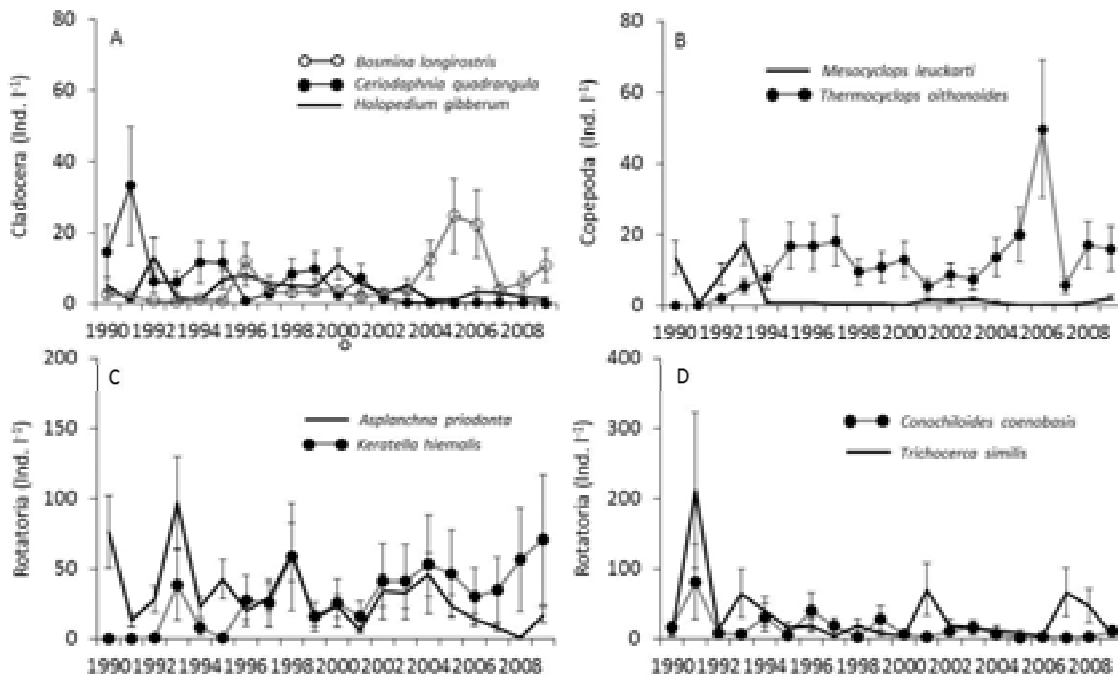 A
80
60
40
20
0
Cladocera (Ind. l⁻¹)
Bosmina longirostris
Ceriodaphnia quadrangula
Holopedium gibberum
1990 1992 1994 1996 1998 2000 2002 2004 2006 2008
B
80
60
40
20
0
Copepoda (Ind. l⁻¹)
Mesocyclops leuckarti
Thermocyclops oithonoides
1990 1992 1994 1996 1998 2000 2002 2004 2006 2008
C
200
150
100
50
0
Rotatoria (Ind. l⁻¹)
Asplanchna priodonta
Keratella hiemalis
1990 1992 1994 1996 1998 2000 2002 2004 2006 2008
D
400
300
200
100
0
Rotatoria (Ind. l⁻¹)
Conochiloides coenobasis
Trichocerca similis
1990 1992 1994 1996 1998 2000 2002 2004 2006 2008